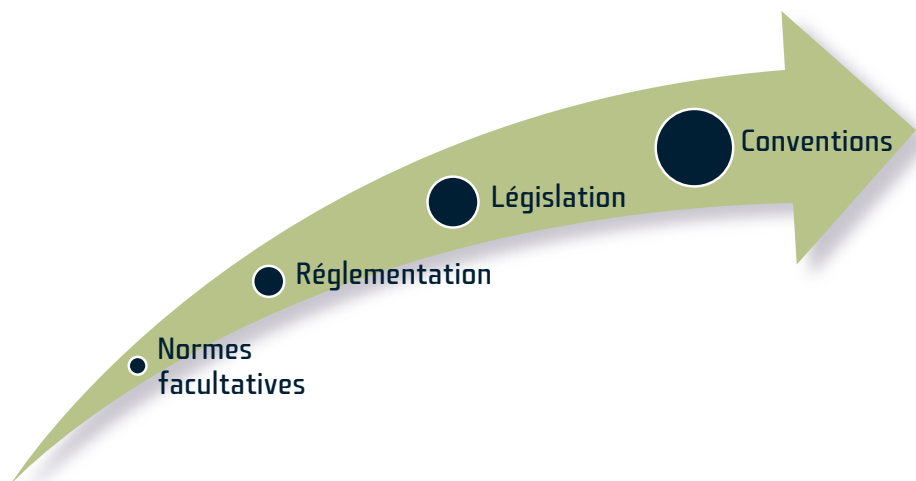 Conventions
Législation
Réglementation
Normes
facultatives